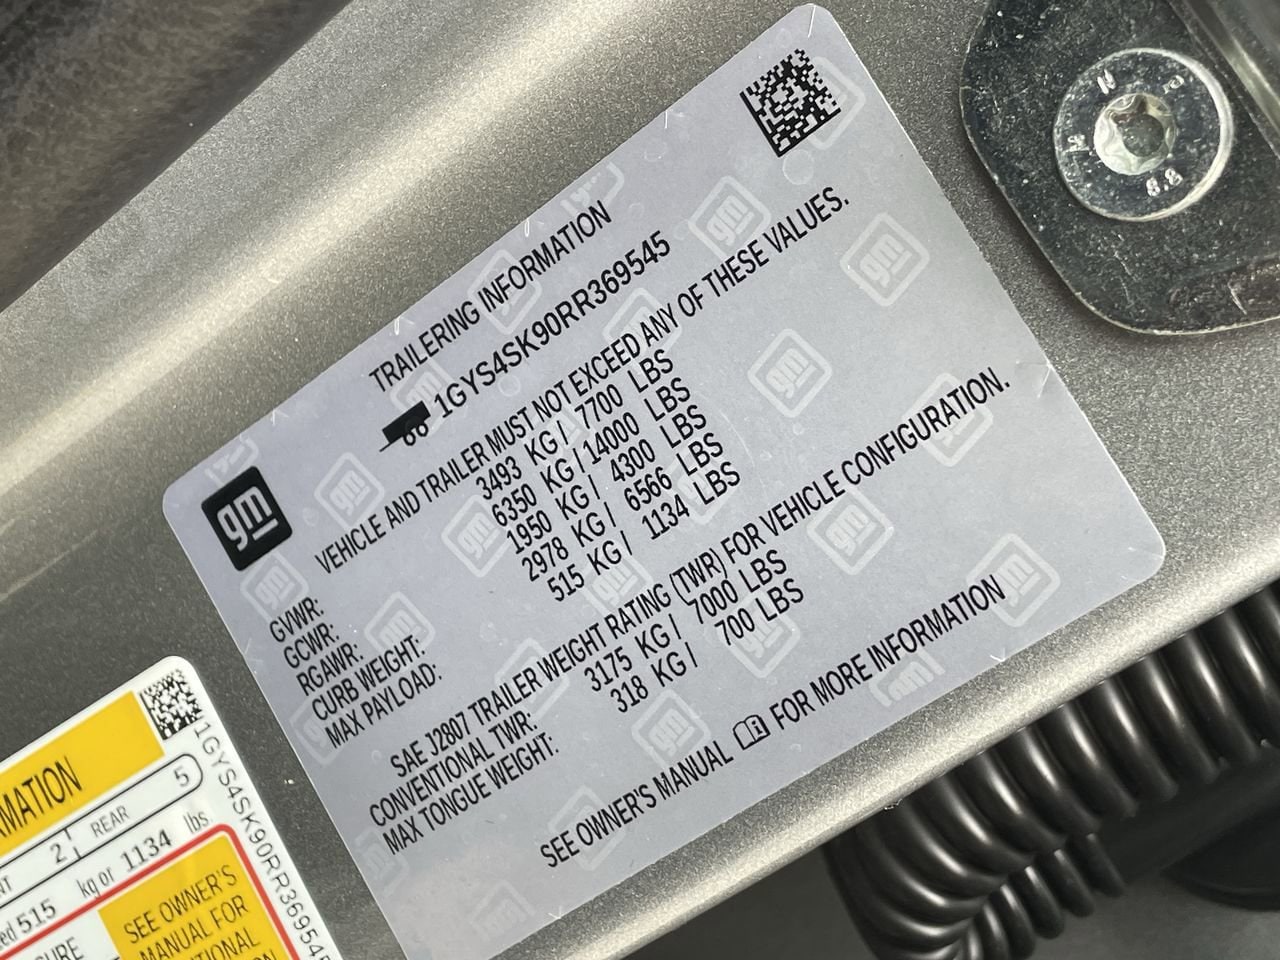 TRAILERING INFORMATION
1GYS4SK90RR369545
VEHICLE AND TRAILER MUST NOT EXCEED ANY OF THESE VALUES.
GVWR: 3493 KG / 7700 LBS
GCWR: 6350 KG / 14000 LBS
RGAWR: 1950 KG / 4300 LBS
CURB WEIGHT: 2978 KG / 6566 LBS
MAX PAYLOAD: 515 KG / 1134 LBS
SAE J2807 TRAILER WEIGHT RATING (TWR) FOR VEHICLE CONFIGURATION.
CONVENTIONAL TWR: 3175 KG / 7000 LBS
MAX TONGUE WEIGHT: 318 KG / 700 LBS
SEE OWNER'S MANUAL FOR MORE INFORMATION
gm
N 2
8.8
REAR 5
2
515 kg or 1134 lbs.
SEE OWNER'S
MANUAL FOR
1GYS4SK90RR36954